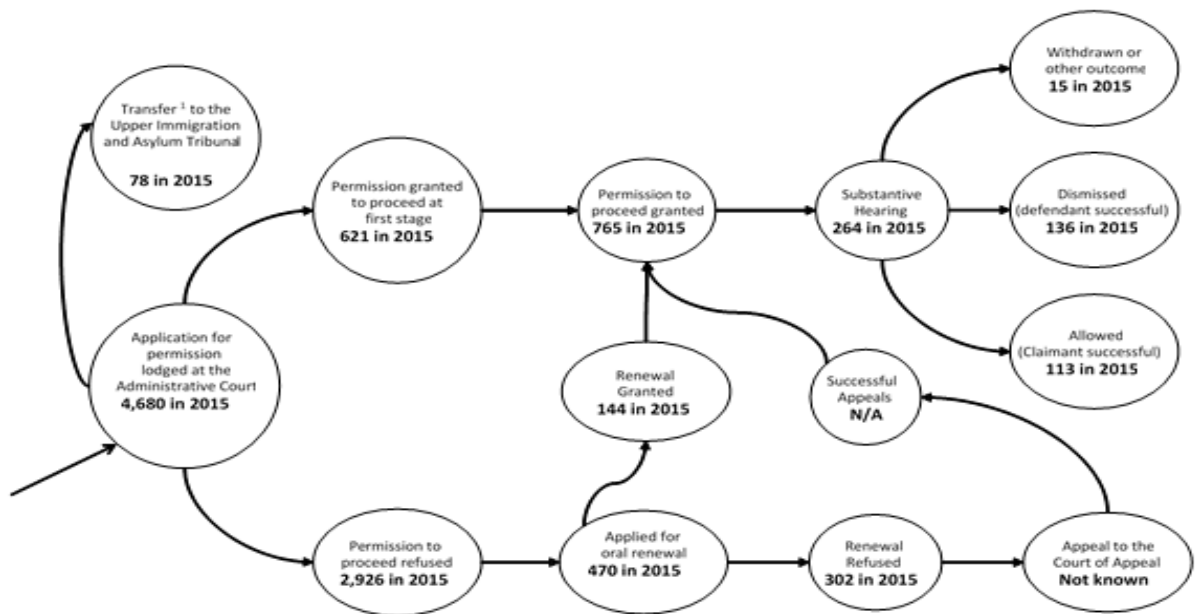 Transfer ¹ to the
Upper Immigration
and Asylum Tribunal
78 in 2015
Application for
permission
lodged at the
Administrative Court
4,680 in 2015
Permission granted
to proceed at
first stage
621 in 2015
Permission to
proceed refused
2,926 in 2015
Permission to
proceed granted
765 in 2015
Renewal
Granted
144 in 2015
Applied for
oral renewal
470 in 2015
Successful
Appeals
N/A
Renewal
Refused
302 in 2015
Appeal to the
Court of Appeal
Not known
Substantive
Hearing
264 in 2015
Withdrawn or
other outcome
15 in 2015
Dismissed
(defendant successful)
136 in 2015
Allowed
(Claimant successful)
113 in 2015